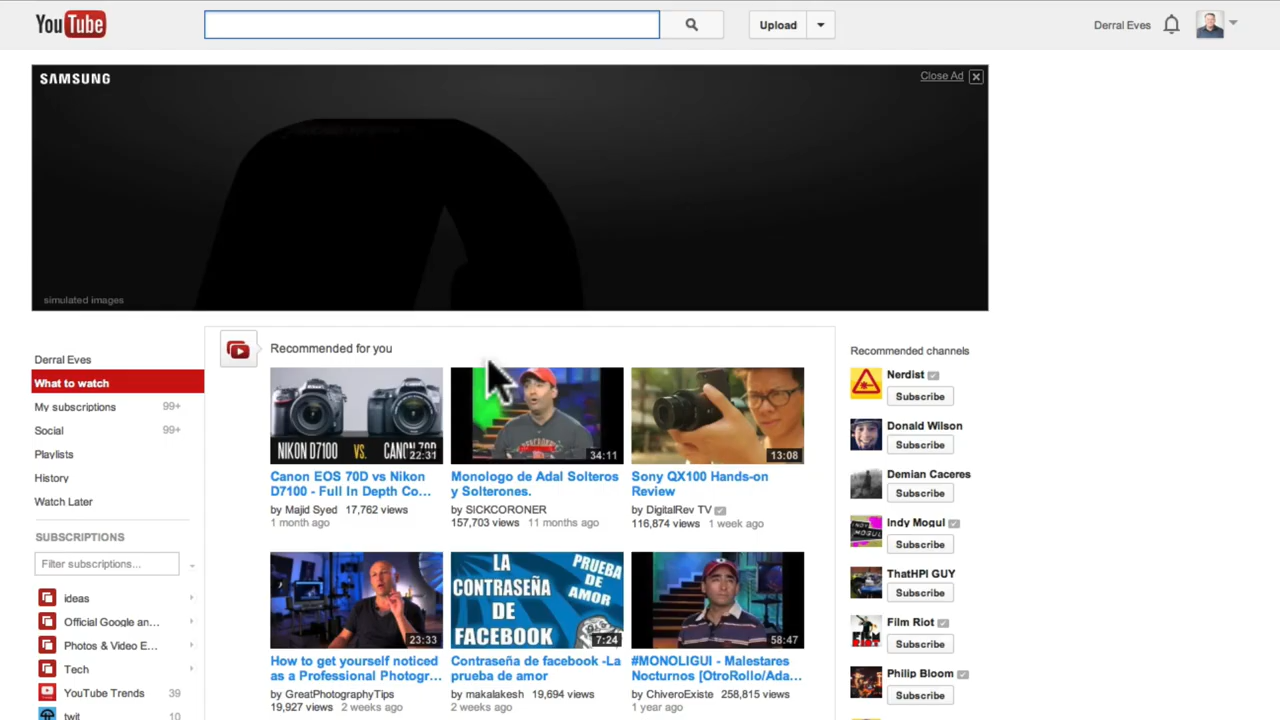 YouTube
Upload
Derral Eves
SAMSUNG
Close Ad
simulated images
Derral Eves
What to watch
My subscriptions 99+
Social 99+
Playlists
History
Watch Later
SUBSCRIPTIONS
Filter subscriptions...
ideas
Official Google an...
Photos & Video E...
Tech
YouTube Trends 39
twit 10
Recommended for you
NIKON D7100 VS. CANON 70D
22:31
34:11
13:08
Canon EOS 70D vs Nikon
D7100 - Full In Depth Co...
by Majid Syed 17,762 views
1 month ago
Monologo de Adal Solteros
y Solterones.
by SICKCORONER
157,703 views 11 months ago
Sony QX100 Hands-on
Review
by DigitalRev TV
116,874 views 1 week ago
23:33
LA
CONTRASEÑA
DE
FACEBOOK
PRUEBA
DE
AMOR
7:24
58:47
How to get yourself noticed
as a Professional Photogr...
by GreatPhotographyTips
19,927 views 2 weeks ago
Contraseña de facebook -La
prueba de amor
by makalakesh 19,694 views
2 weeks ago
#MONOLIGUI - Malestares
Nocturnos [OtroRollo/Ada...
by ChiveroExiste 258,815 views
1 year ago
Recommended channels
Nerdist
Subscribe
Donald Wilson
Subscribe
Demian Caceres
Subscribe
Indy Mogul
Subscribe
ThatHPI GUY
Subscribe
Film Riot
Subscribe
Philip Bloom
Subscribe